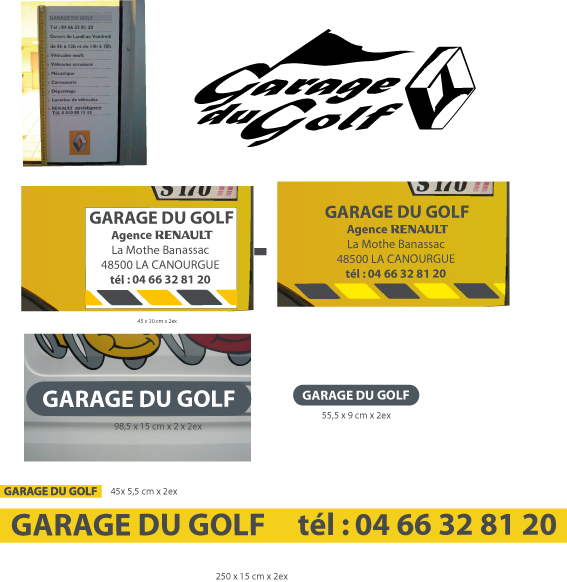 GARAGE DU GOLF
Tél : 04 66 32 81 20
Ouvert du Lundi au Vendredi
de 8h à 12h et de 14h à 18h
Véhicules neufs
Véhicules occasions
Mécanique
Carrosserie
Dépannage
Location de véhicules
RENAULT assistance
Garage
du Golf
S 170
GARAGE DU GOLF
Agence RENAULT
La Mothe Banassac
48500 LA CANOURGUE
tél : 04 66 32 81 20
45 x 30 cm x 2ex
S 170
GARAGE DU GOLF
Agence RENAULT
La Mothe Banassac
48500 LA CANOURGUE
tél : 04 66 32 81 20
GARAGE DU GOLF
98,5 x 15 cm x 2 x 2ex
GARAGE DU GOLF
55,5 x 9 cm x 2ex
GARAGE DU GOLF
45x 5,5 cm x 2ex
GARAGE DU GOLF tél : 04 66 32 81 20
250 x 15 cm x 2ex